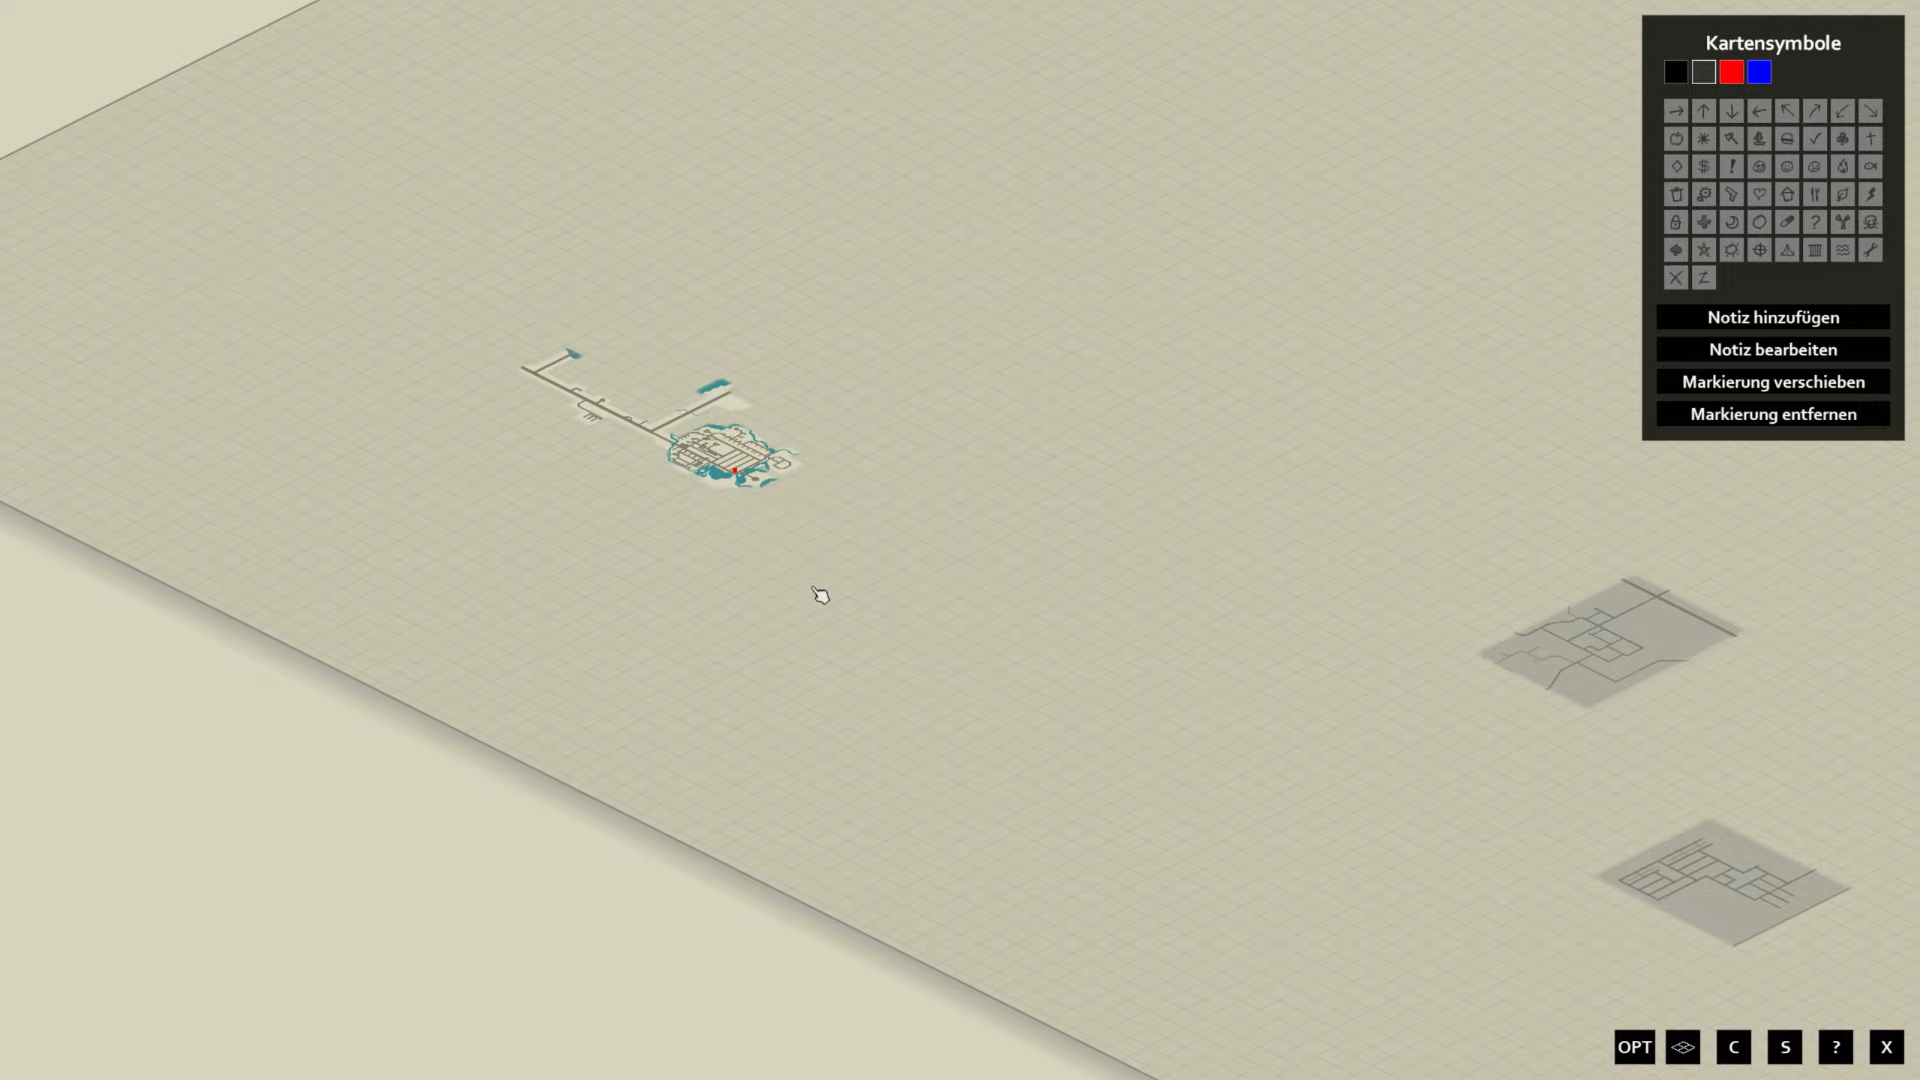 Kartensymbole
Notiz hinzufügen
Notiz bearbeiten
Markierung verschieben
Markierung entfernen
OPT C S ? X